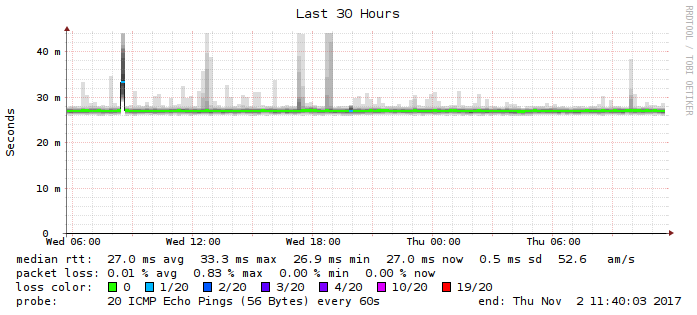 Last 30 Hours
RRDTOOL / TOBI OETIKER
Seconds
40 m
30 m
20 m
10 m
0
Wed 06:00 Wed 12:00 Wed 18:00 Thu 00:00 Thu 06:00
median rtt: 27.0 ms avg 33.3 ms max 26.9 ms min 27.0 ms now 0.5 ms sd 52.6 am/s
packet loss: 0.01 % avg 0.83 % max 0.00 % min 0.00 % now
loss color: 0 1/20 2/20 3/20 4/20 10/20 19/20
probe: 20 ICMP Echo Pings (56 Bytes) every 60s end: Thu Nov 2 11:40:03 2017